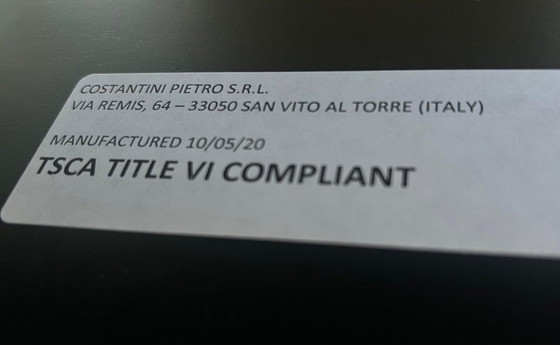 COSTANTINI PIETRO S.R.L.
VIA REMIS, 64 – 33050 SAN VITO AL TORRE (ITALY)
MANUFACTURED 10/05/20
TSCA TITLE VI COMPLIANT